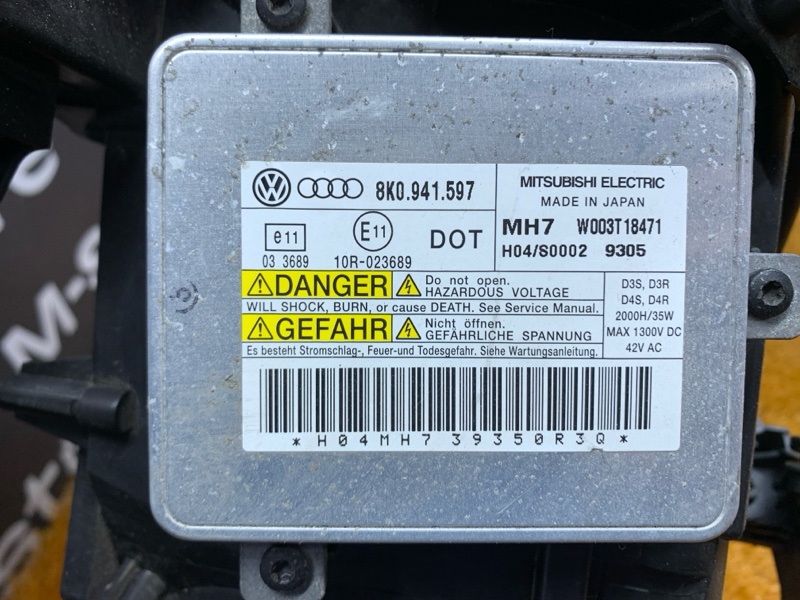 8K0.941.597
MITSUBISHI ELECTRIC
MADE IN JAPAN
e11
E11
DOT
03 3689
10R-023689
MH7 W003T18471
H04/S0002 9305
DANGER
Do not open.
HAZARDOUS VOLTAGE
WILL SHOCK, BURN, or cause DEATH. See Service Manual.
GEFAHR
Nicht öffnen.
GEFÄHRLICHE SPANNUNG
Es besteht Stromschlag-, Feuer-und Todesgefahr. Siehe Wartungsanleitung.
D3S, D3R
D4S, D4R
2000H/35W
MAX 1300V DC
42V AC
*H04MH739350R3Q*